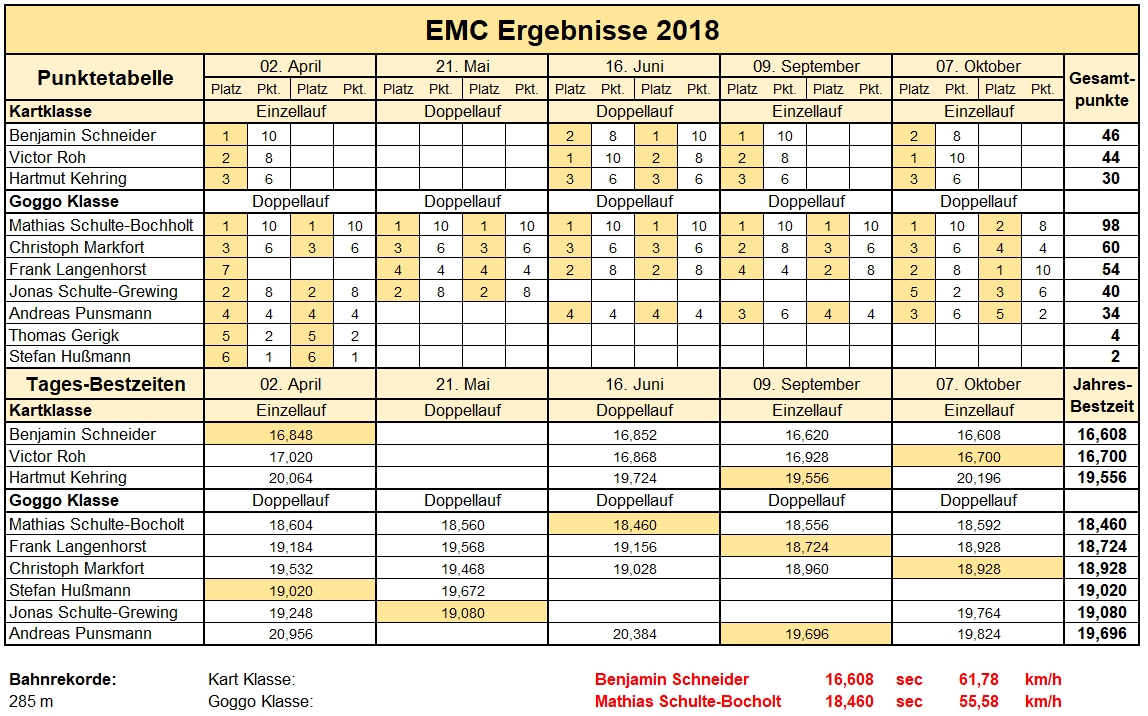 EMC Ergebnisse 2018
Punktetabelle 02. April 21. Mai 16. Juni 09. September 07. Oktober Gesamt-punkte
Platz Pkt. Platz Pkt. Platz Pkt. Platz Pkt. Platz Pkt. Platz Pkt. Platz Pkt. Platz Pkt. Platz Pkt. Platz Pkt.
Kartklasse Einzellauf Doppellauf Doppellauf Einzellauf Einzellauf
Benjamin Schneider 1 10 2 8 1 10 1 10 2 8 46
Victor Roh 2 8 1 10 2 8 2 8 1 10 44
Hartmut Kehring 3 6 3 6 3 6 3 6 3 6 30
Goggo Klasse Doppellauf Doppellauf Doppellauf Doppellauf Doppellauf
Mathias Schulte-Bochholt 1 10 1 10 1 10 1 10 1 10 1 10 1 10 1 10 1 10 2 8 98
Christoph Markfort 3 6 3 6 3 6 3 6 3 6 3 6 2 8 3 6 3 6 4 4 60
Frank Langenhorst 7 4 4 4 4 2 8 2 8 4 4 2 8 2 8 1 10 54
Jonas Schulte-Grewing 2 8 2 8 2 8 2 8 5 2 3 6 40
Andreas Punsmann 4 4 4 4 4 4 4 4 3 6 4 4 3 6 5 2 34
Thomas Gerigk 5 2 5 2 4
Stefan Hußmann 6 1 6 1 2
Tages-Bestzeiten 02. April 21. Mai 16. Juni 09. September 07. Oktober Jahres-Bestzeit
Kartklasse Einzellauf Doppellauf Doppellauf Einzellauf Einzellauf
Benjamin Schneider 16,848 16,852 16,620 16,608 16,608
Victor Roh 17,020 16,868 16,928 16,700 16,700
Hartmut Kehring 20,064 19,724 19,556 20,196 19,556
Goggo Klasse Doppellauf Doppellauf Doppellauf Doppellauf Doppellauf
Mathias Schulte-Bocholt 18,604 18,560 18,460 18,556 18,592 18,460
Frank Langenhorst 19,184 19,568 19,156 18,724 18,928 18,724
Christoph Markfort 19,532 19,468 19,028 18,960 18,928 18,928
Stefan Hußmann 19,020 19,672 19,020
Jonas Schulte-Grewing 19,248 19,080 19,764 19,080
Andreas Punsmann 20,956 20,384 19,696 19,824 19,696
Bahnrekorde: Kart Klasse: Benjamin Schneider 16,608 sec 61,78 km/h
285 m Goggo Klasse: Mathias Schulte-Bocholt 18,460 sec 55,58 km/h